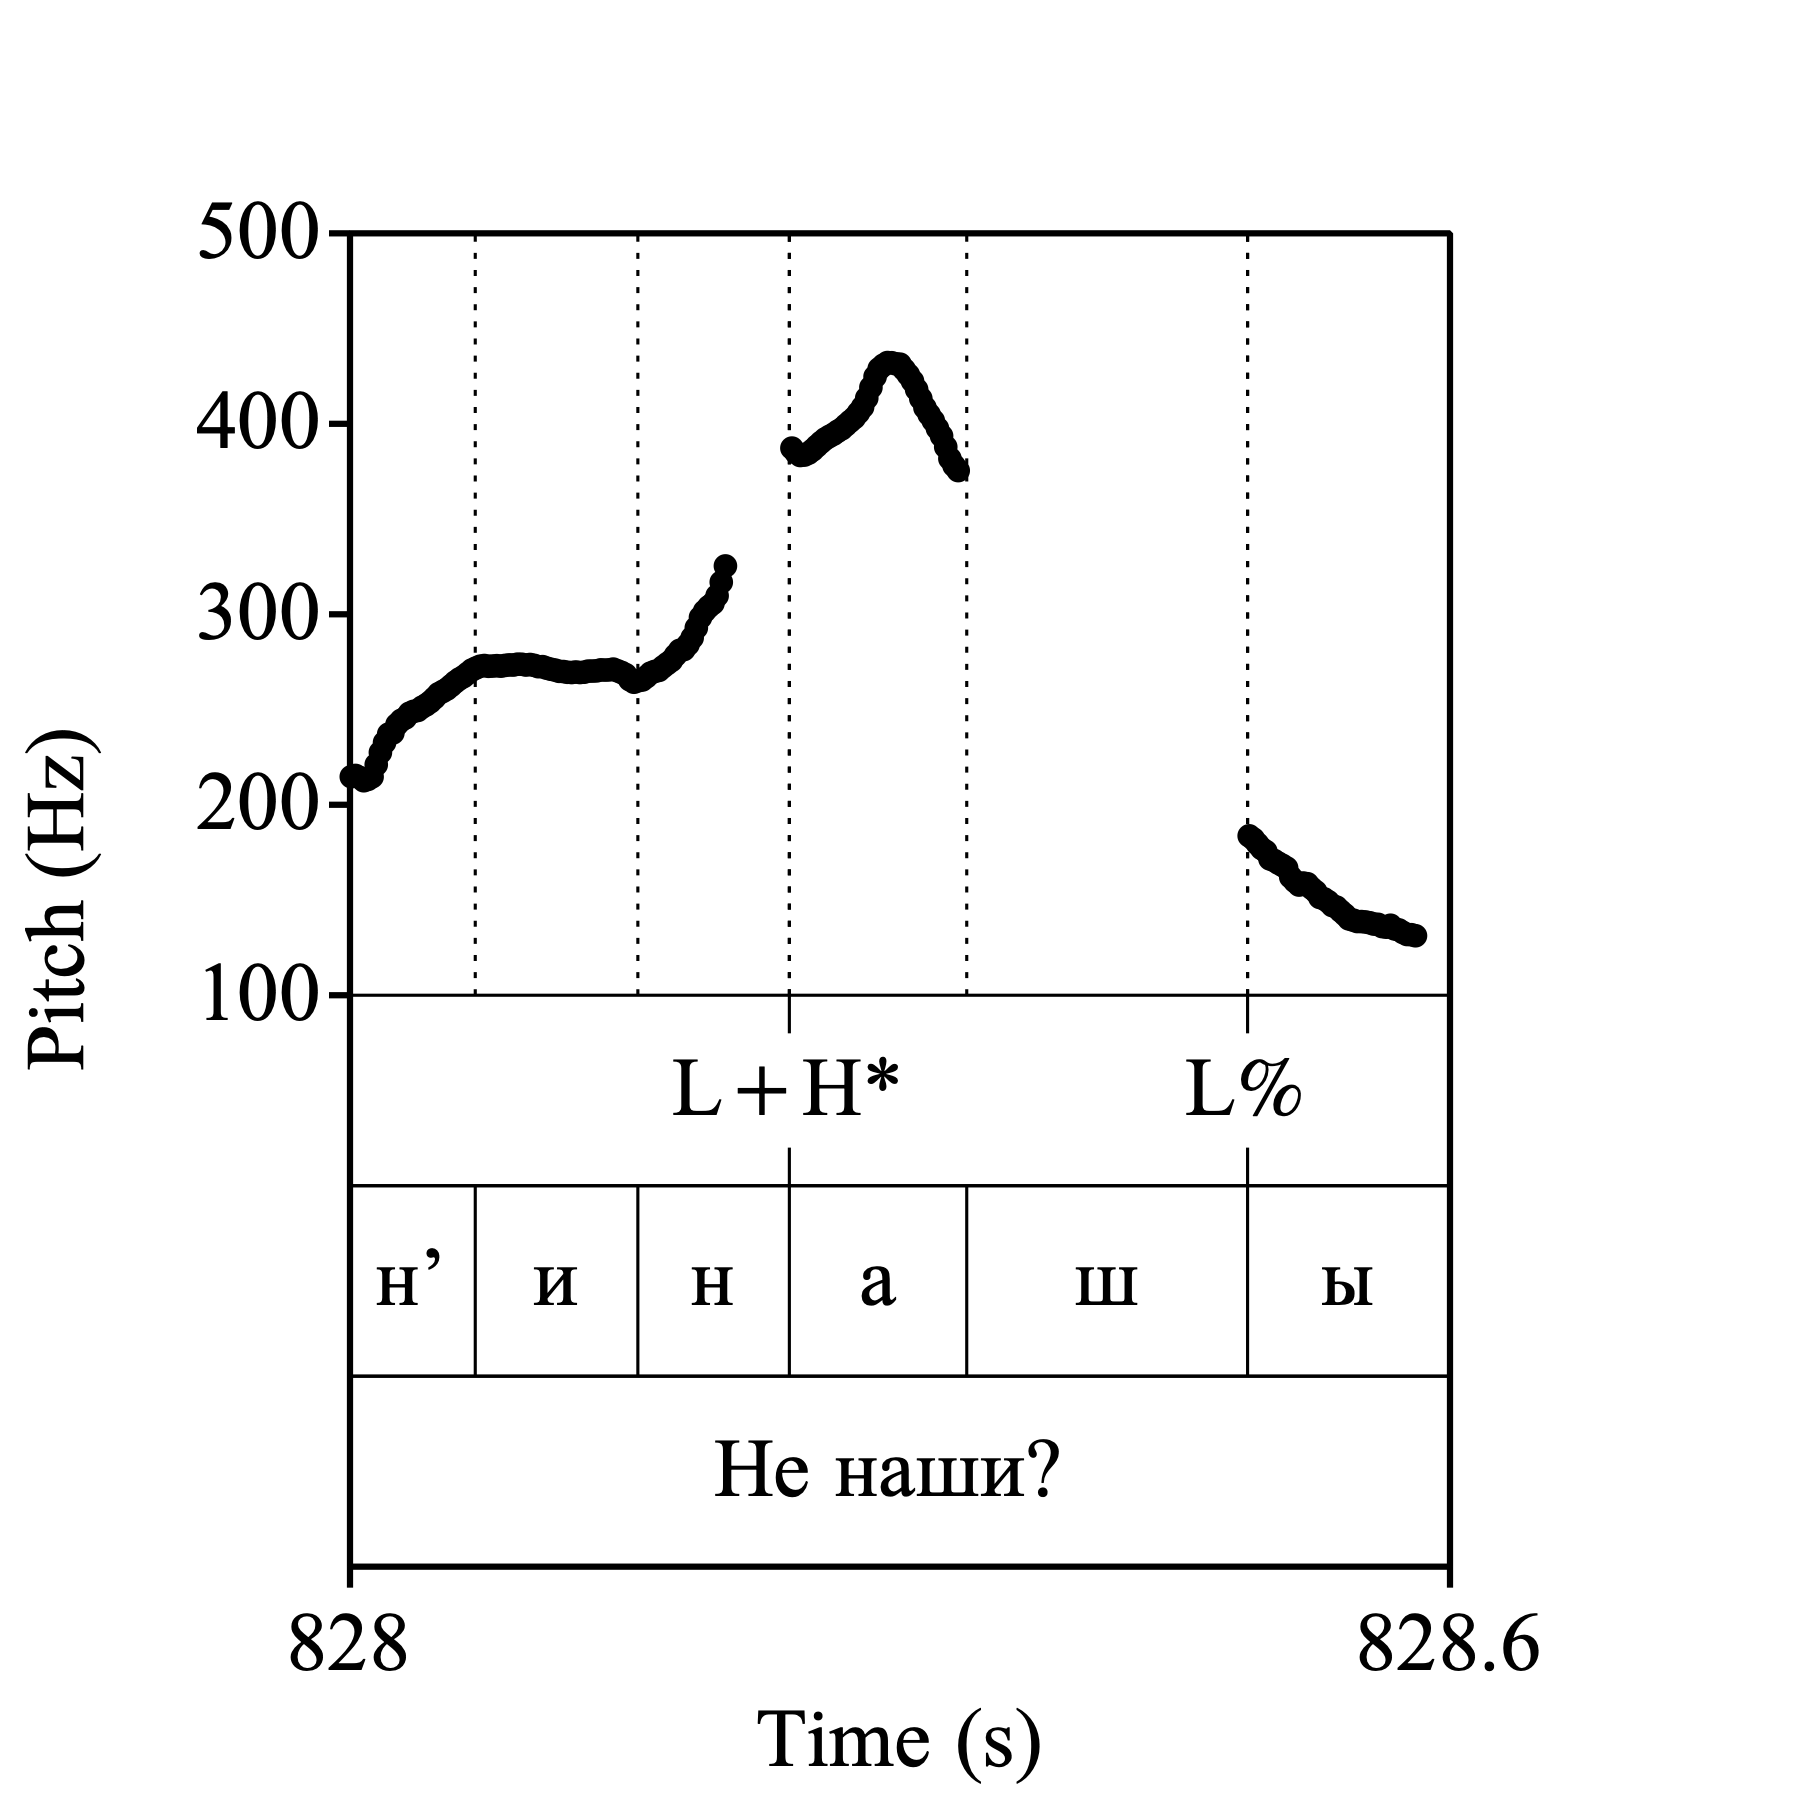 500
400
300
200
100
Pitch (Hz)
L+H* L%
н’ и н а ш ы
Не наши?
828 828.6
Time (s)